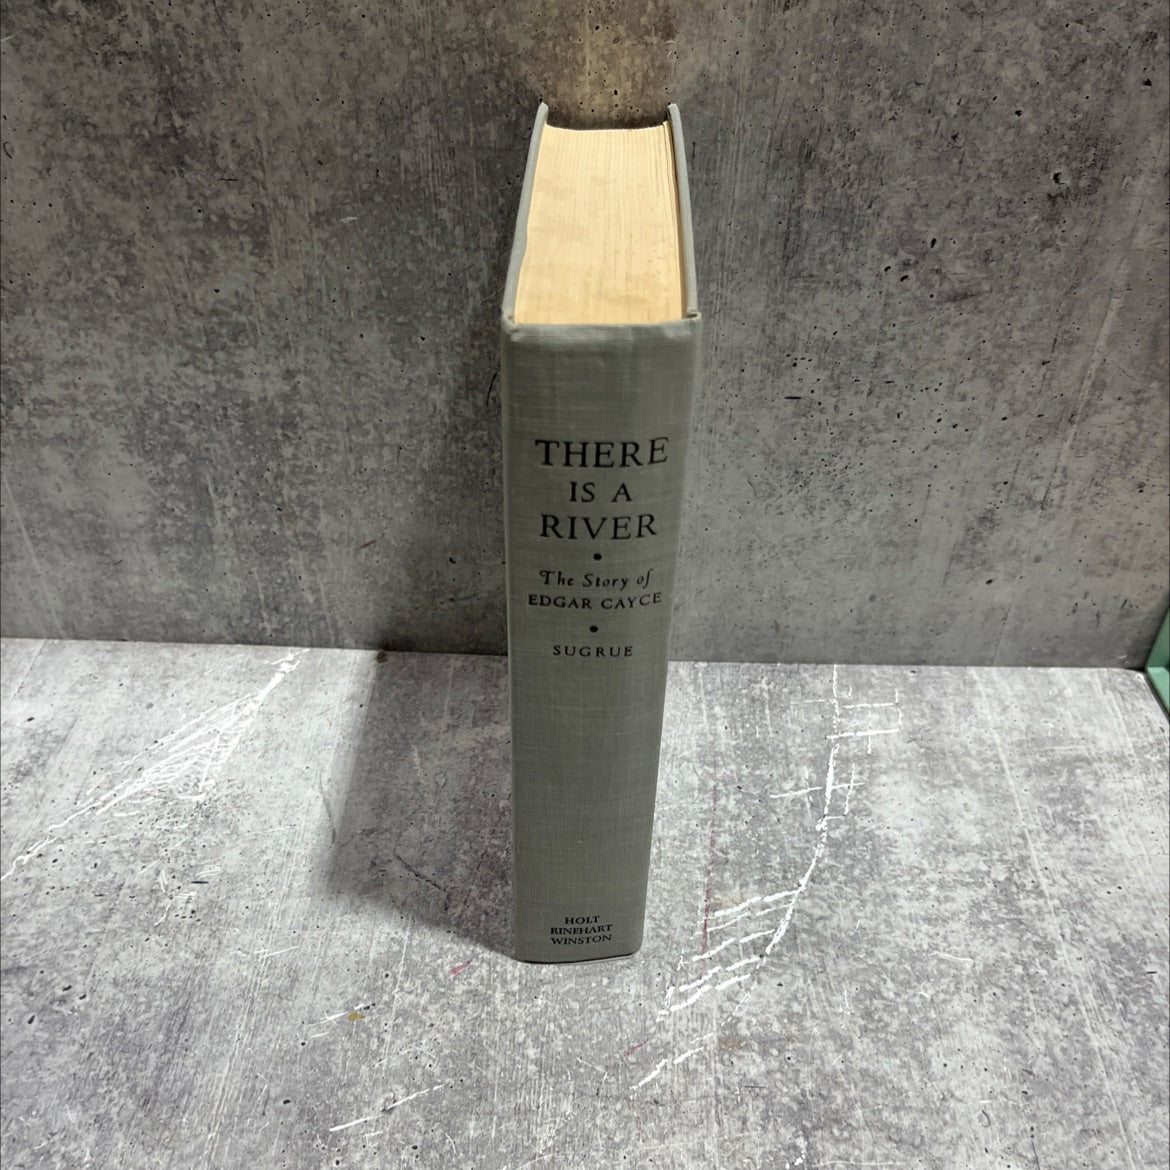 THERE
IS A
RIVER
•
The Story of
EDGAR CAYCE
•
SUGRUE
HOLT
RINEHART
WINSTON